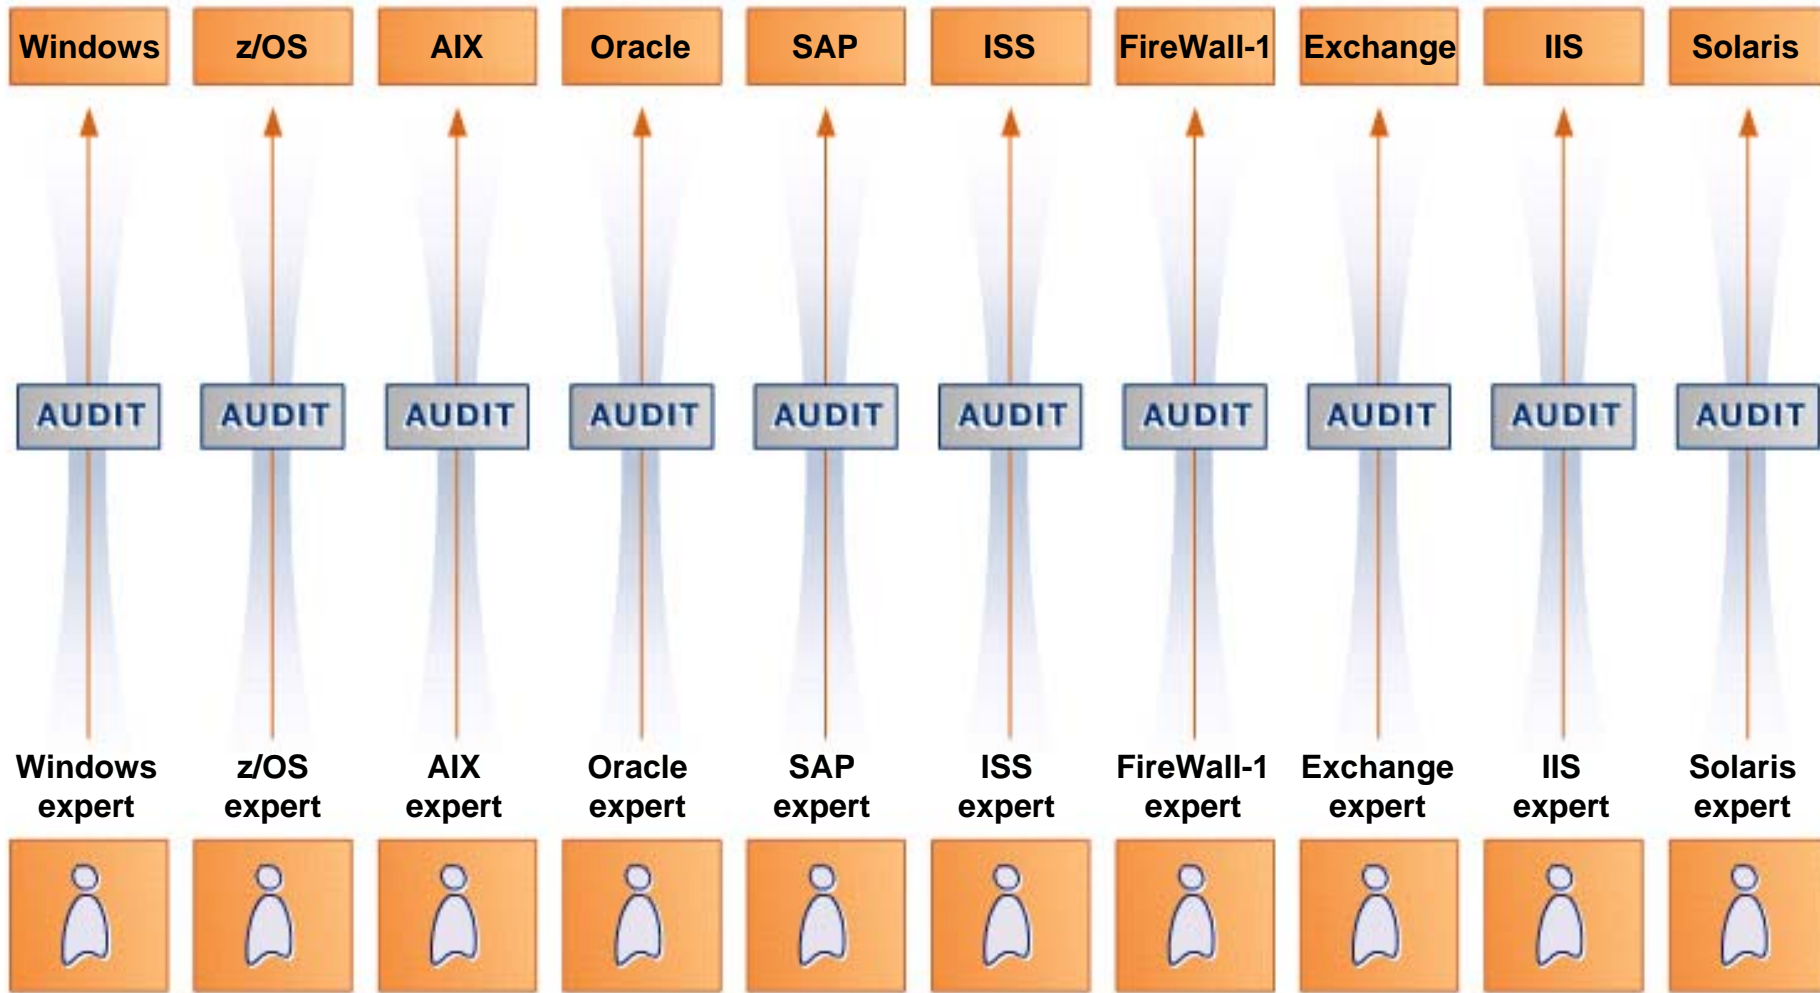 Windows z/OS AIX Oracle SAP ISS FireWall-1 Exchange IIS Solaris
AUDIT AUDIT AUDIT AUDIT AUDIT AUDIT AUDIT AUDIT AUDIT AUDIT
Windows z/OS AIX Oracle SAP ISS FireWall-1 Exchange IIS Solaris
expert expert expert expert expert expert expert expert expert expert